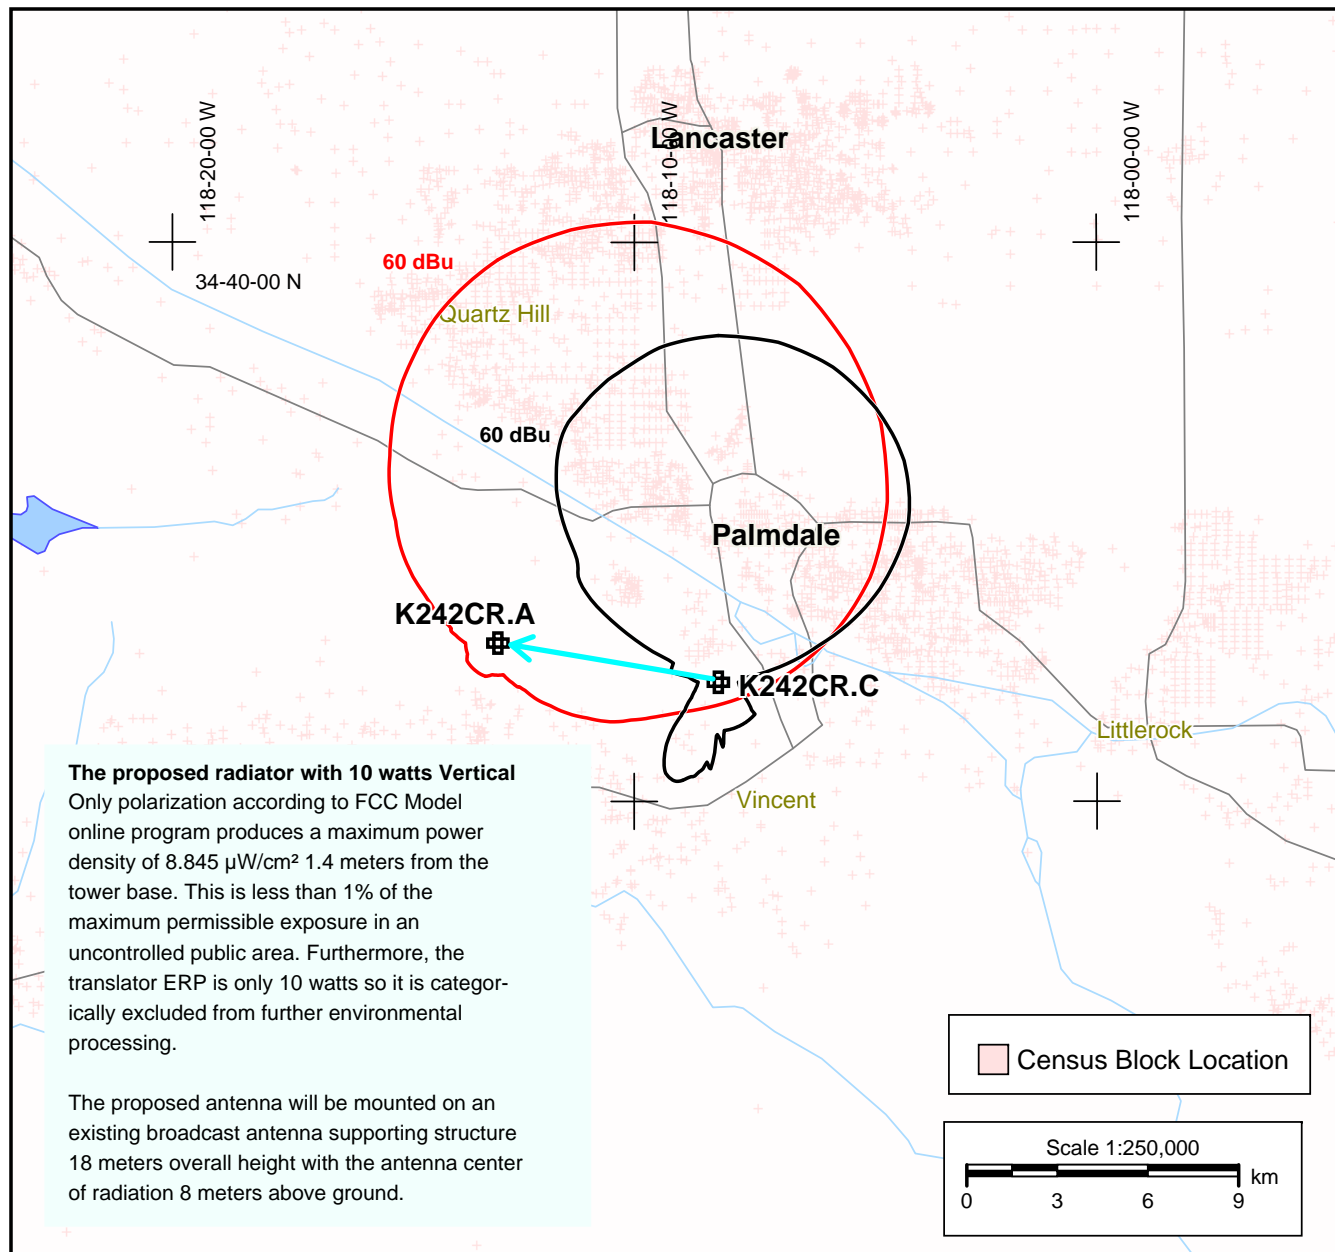 118-20-00 W
118-10-00 W
118-00-00 W
Lancaster
34-40-00 N
60 dBu
Quartz Hill
60 dBu
Palmdale
K242CR.A
K242CR.C
Littlerock
Vincent
The proposed radiator with 10 watts Vertical
Only polarization according to FCC Model
online program produces a maximum power
density of 8.845 µW/cm² 1.4 meters from the
tower base. This is less than 1% of the
maximum permissible exposure in an
uncontrolled public area. Furthermore, the
translator ERP is only 10 watts so it is categor-
ically excluded from further environmental
processing.
The proposed antenna will be mounted on an
existing broadcast antenna supporting structure
18 meters overall height with the antenna center
of radiation 8 meters above ground.
Census Block Location
Scale 1:250,000
km
0 3 6 9